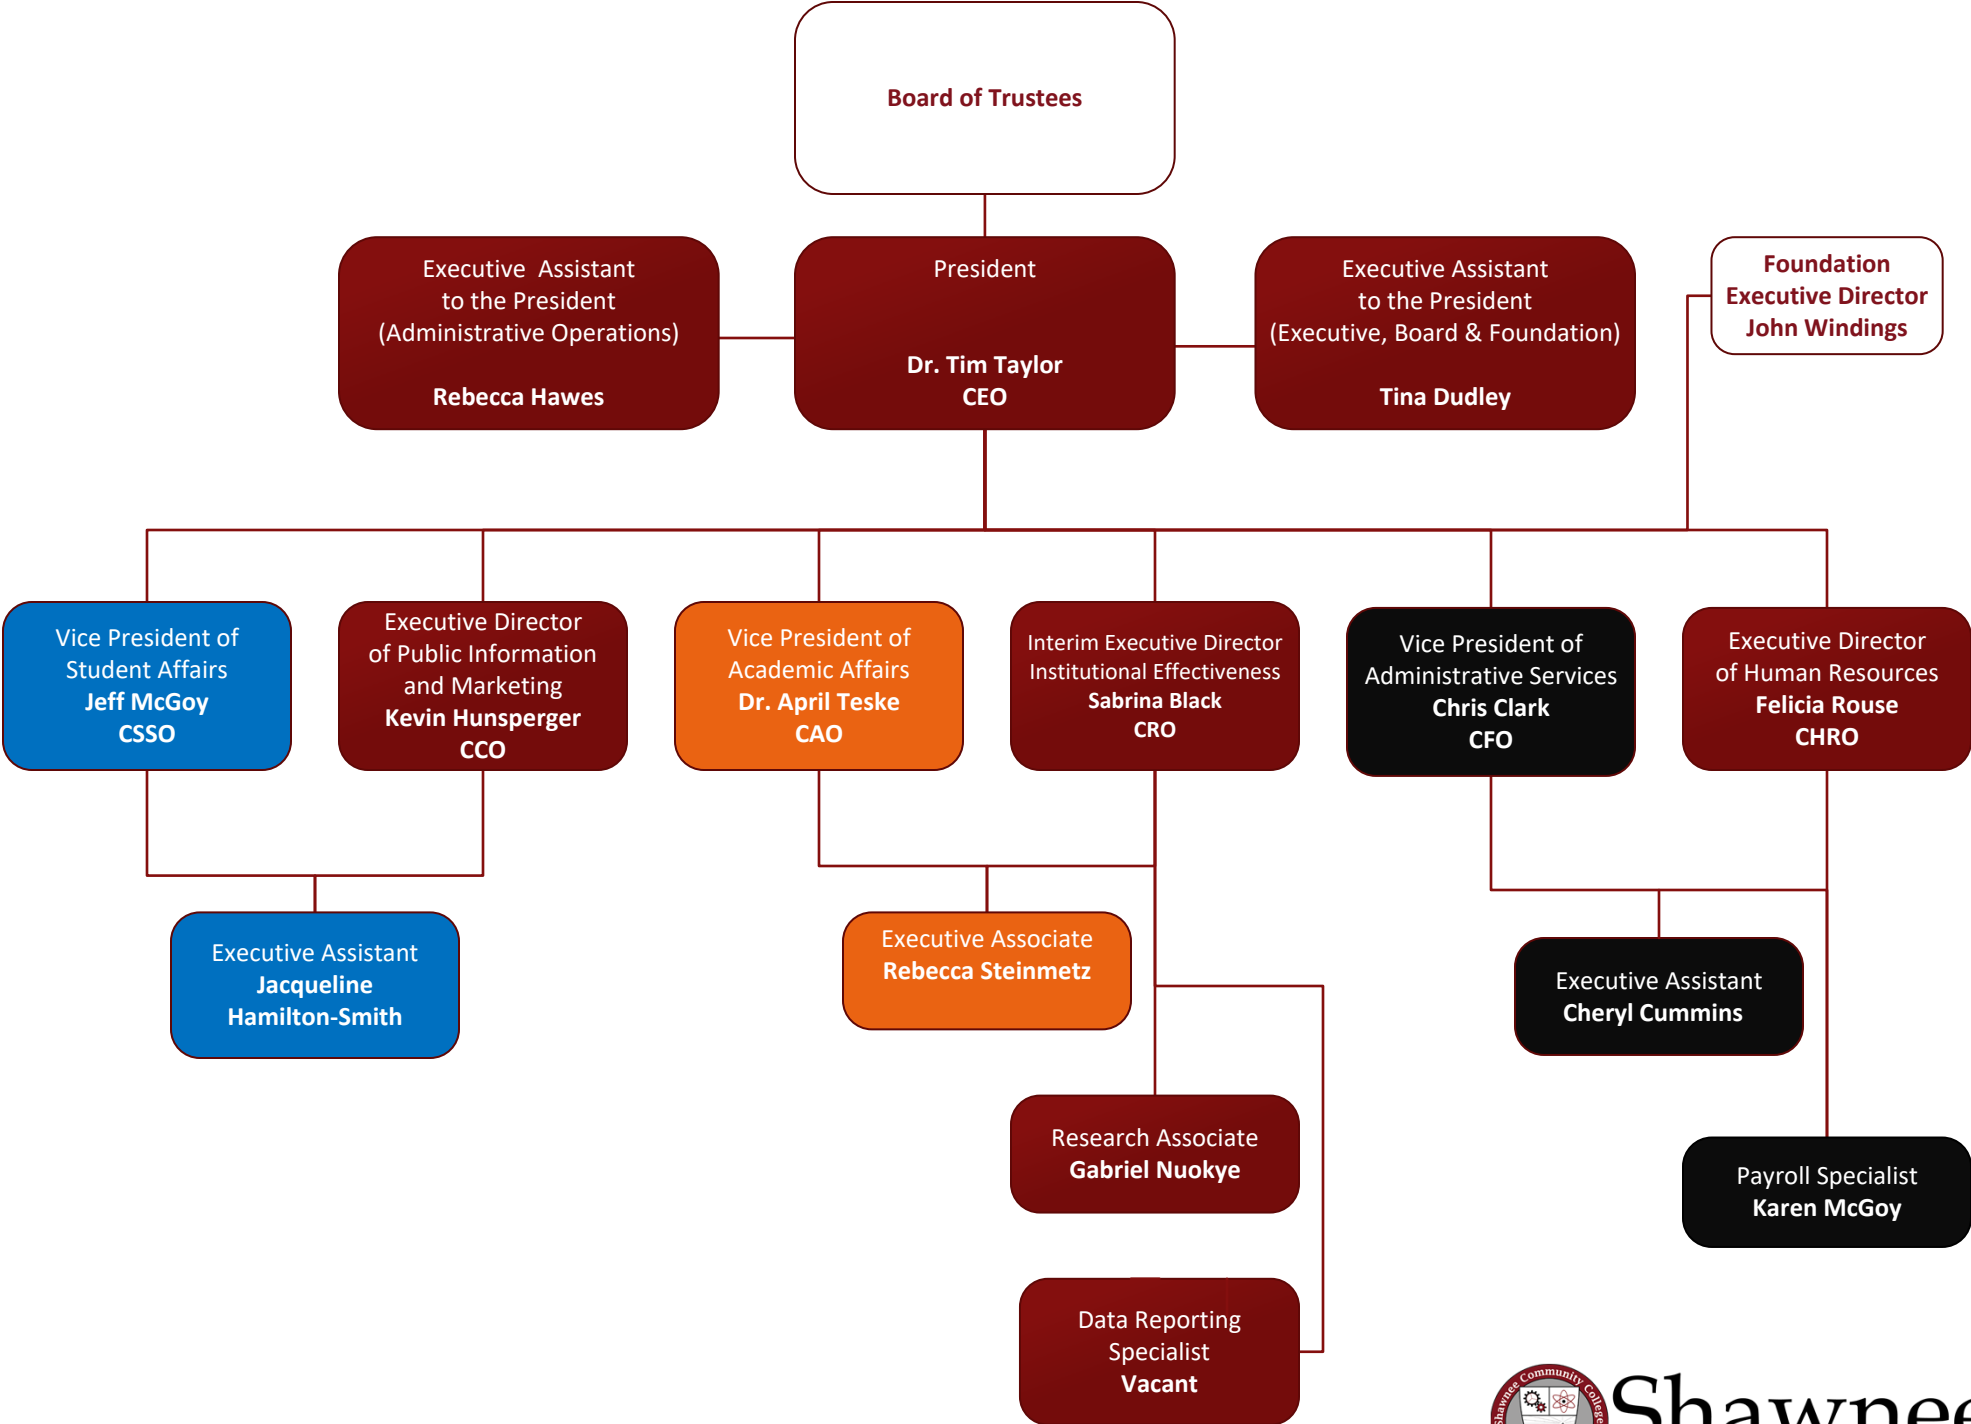 Board of Trustees
Executive Assistant
to the President
(Administrative Operations)
Rebecca Hawes
President
Dr. Tim Taylor
CEO
Executive Assistant
to the President
(Executive, Board & Foundation)
Tina Dudley
Foundation
Executive Director
John Windings
Vice President of
Student Affairs
Jeff McGoy
CSSO
Executive Director
of Public Information
and Marketing
Kevin Hunsperger
CCO
Vice President of
Academic Affairs
Dr. April Teske
CAO
Interim Executive Director
Institutional Effectiveness
Sabrina Black
CRO
Vice President of
Administrative Services
Chris Clark
CFO
Executive Director
of Human Resources
Felicia Rouse
CHRO
Executive Assistant
Jacqueline
Hamilton-Smith
Executive Associate
Rebecca Steinmetz
Executive Assistant
Cheryl Cummins
Research Associate
Gabriel Nuokye
Payroll Specialist
Karen McGoy
Data Reporting
Specialist
Vacant
Shawnee Community College
Shawnee